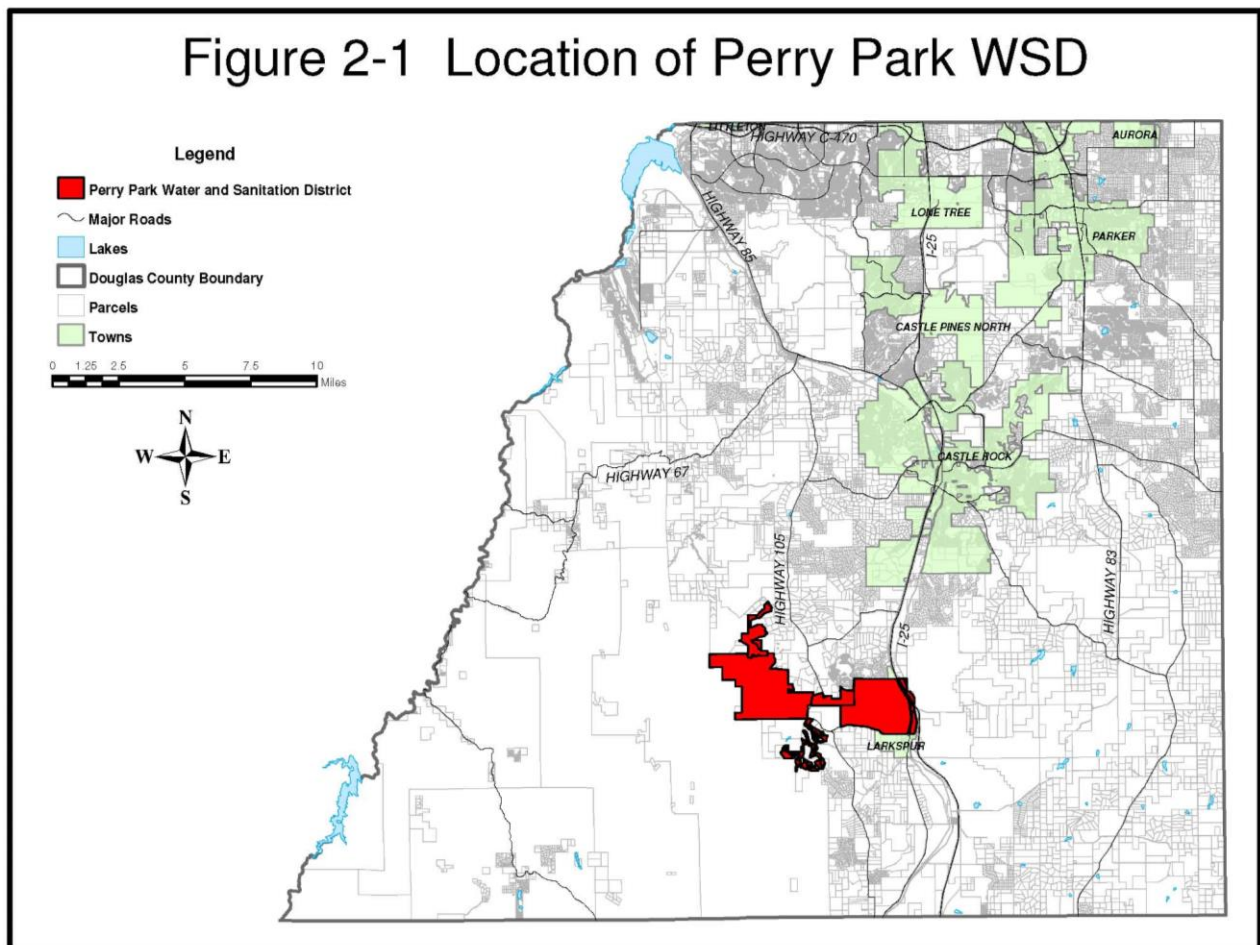 Figure 2-1 Location of Perry Park WSD
Legend
Perry Park Water and Sanitation District
Major Roads
Lakes
Douglas County Boundary
Parcels
Towns
0 1.25 2.5 5 7.5 10
Miles
N
W E
S
LITTLETON
HIGHWAY C-470
AURORA
HIGHWAY 85
LONE TREE
I-25
PARKER
CASTLE PINES NORTH
CASTLE ROCK
HIGHWAY 67
HIGHWAY 105
HIGHWAY 83
I-25
LARKSPUR